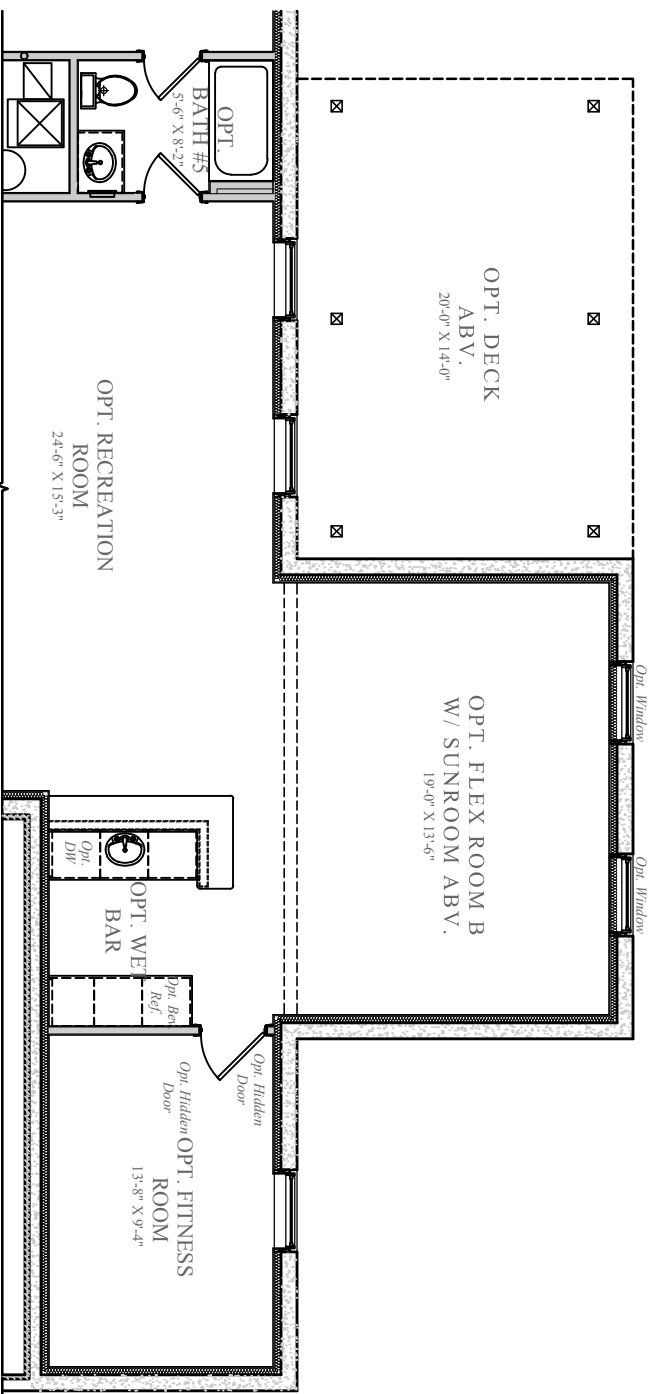 OPT.
BATH #5
5'-6" X 8'-2"
OPT. DECK
ABV.
20'-0" X 14'-0"
OPT. RECREATION
ROOM
24'-6" X 15'-3"
Opt. Window
Opt. Window
OPT. FLEX ROOM B
W/ SUNROOM ABV.
19'-0" X 13'-6"
Opt.
DW
OPT. WET
BAR
Opt. Bev.
Ref.
Opt. Hidden
Door
Opt. Hidden
Door
OPT. FITNESS
ROOM
13'-8" X 9'-4"